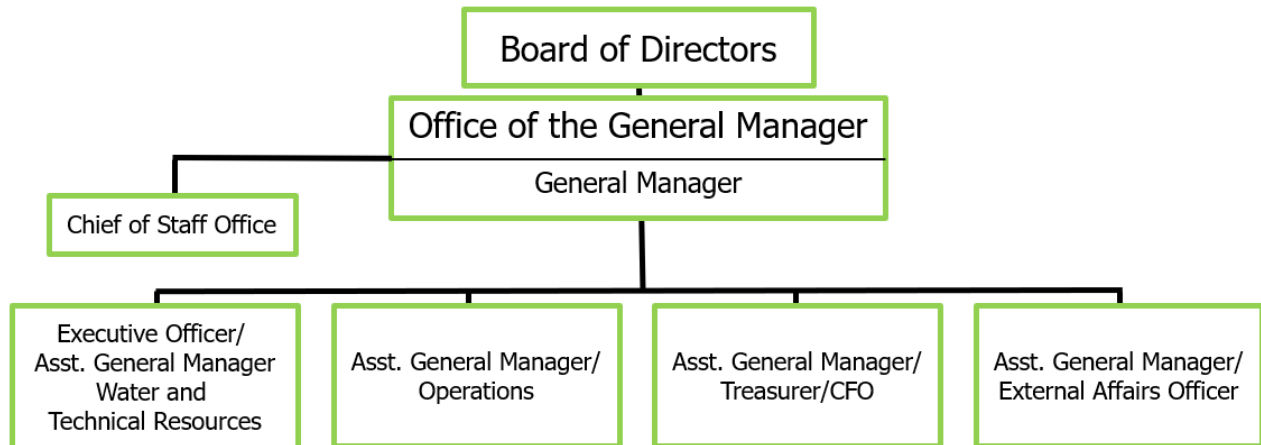 Board of Directors
Office of the General Manager
General Manager
Chief of Staff Office
Executive Officer/
Asst. General Manager
Water and
Technical Resources
Asst. General Manager/
Operations
Asst. General Manager/
Treasurer/CFO
Asst. General Manager/
External Affairs Officer